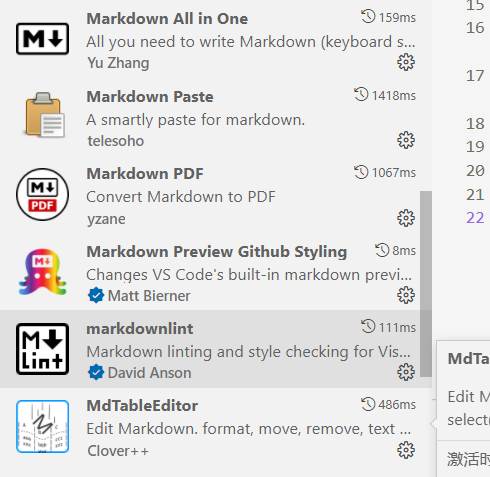 Markdown All in One 159ms
All you need to write Markdown (keyboard s...
Yu Zhang
Markdown Paste 1418ms
A smartly paste for markdown.
telesoho
Markdown PDF 1067ms
Convert Markdown to PDF
yzane
Markdown Preview Github Styling 8ms
Changes VS Code's built-in markdown previ...
Matt Bierner
markdownlint 111ms
Markdown linting and style checking for Vis...
David Anson
MdTableEditor 486ms
Edit Markdown. format, move, remove, text ...
Clover++
M
PDF
M
Lint
15
16
17
18
19
20
21
22
MdTa
Edit M
select(
激活时